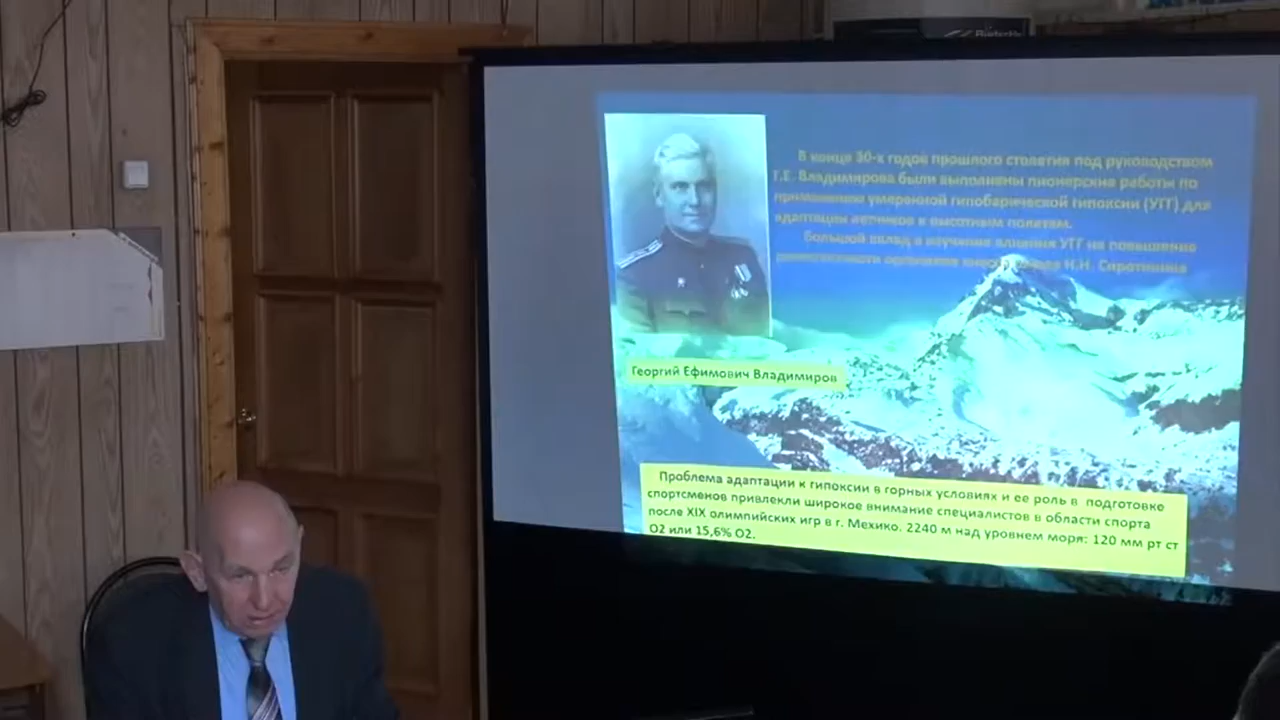 В конце 30-х годов прошлого столетия под руководством
Г.Е. Владимирова были выполнены пионерские работы по
применению умеренной гипобарической гипоксии (УГГ) для
адаптации летчиков к высотным полетам.
Большой вклад в изучение влияния УГГ на повышение
организма Н.Н. Сиротинина
Георгий Ефимович Владимиров
Проблема адаптации к гипоксии в горных условиях и ее роль в подготовке
спортсменов привлекли широкое внимание специалистов в области спорта
после XIX олимпийских игр в г. Мехико. 2240 м над уровнем моря: 120 мм рт ст
О2 или 15,6% О2.